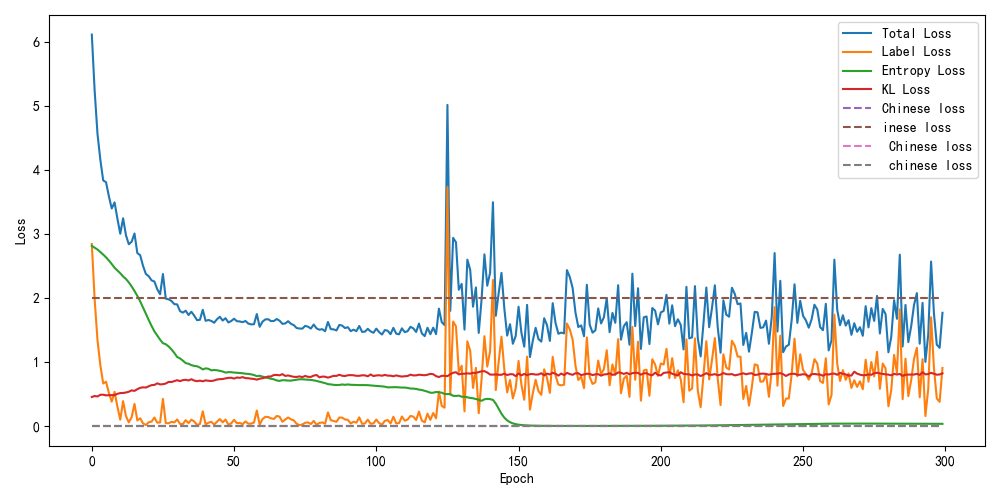 Total Loss
Label Loss
Entropy Loss
KL Loss
Chinese loss
inese loss
Chinese loss
chinese loss
6
5
4
3
2
1
0
Loss
0 50 100 150 200 250 300
Epoch